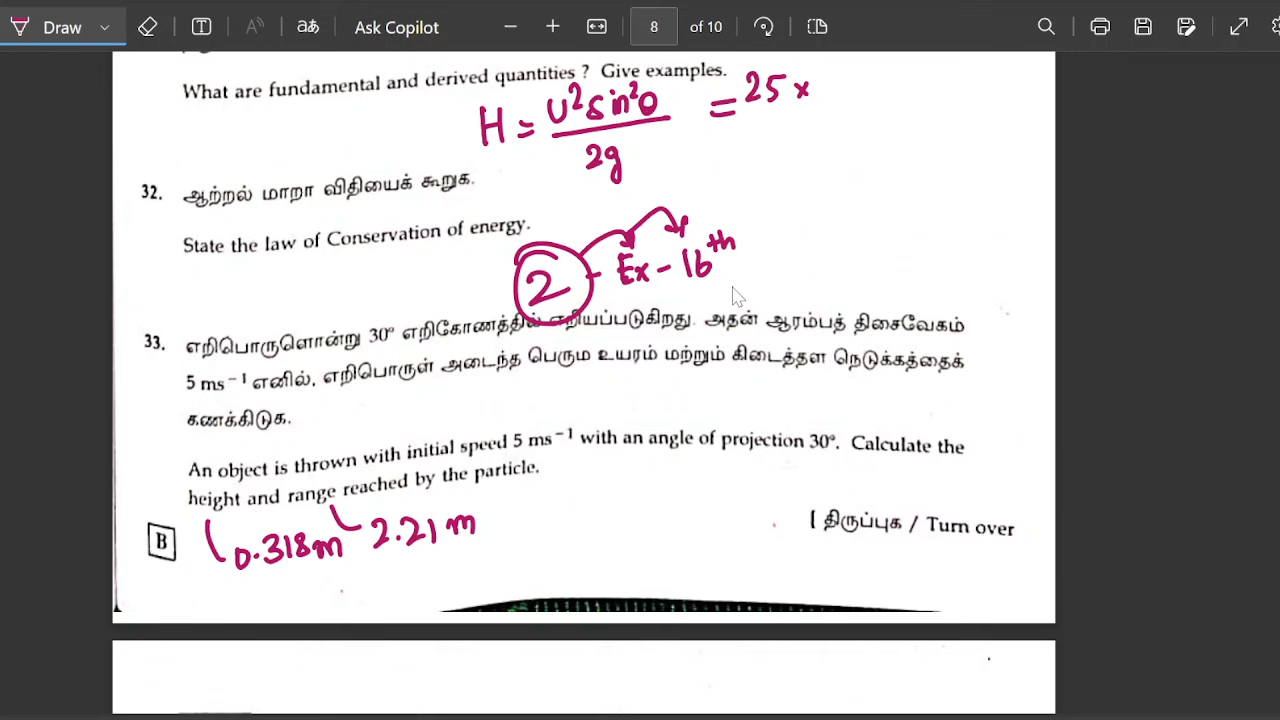 Draw
Ask Copilot
8 of 10
What are fundamental and derived quantities ? Give examples.
H = U²Sin²θ / 2g = 25 ×
32. ஆற்றல் மாறா விதியைக் கூறுக.
State the law of Conservation of energy.
2 - Ex - 16th
33. எறிபொருளொன்று 30° எறிகோணத்தில் எறியப்படுகிறது. அதன் ஆரம்பத் திசைவேகம்
5 ms⁻¹ எனில், எறிபொருள் அடைந்த பெரும உயரம் மற்றும் கிடைத்தள நெடுக்கத்தைக்
கணக்கிடுக.
An object is thrown with initial speed 5 ms⁻¹ with an angle of projection 30°. Calculate the
height and range reached by the particle.
0.318m 2.21m
B
[ திருப்புக / Turn over